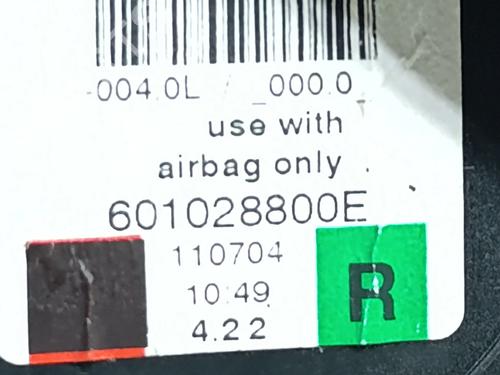 -004.0L / _000.0
use with
airbag only
601028800E
110704
10:49
R
4.22